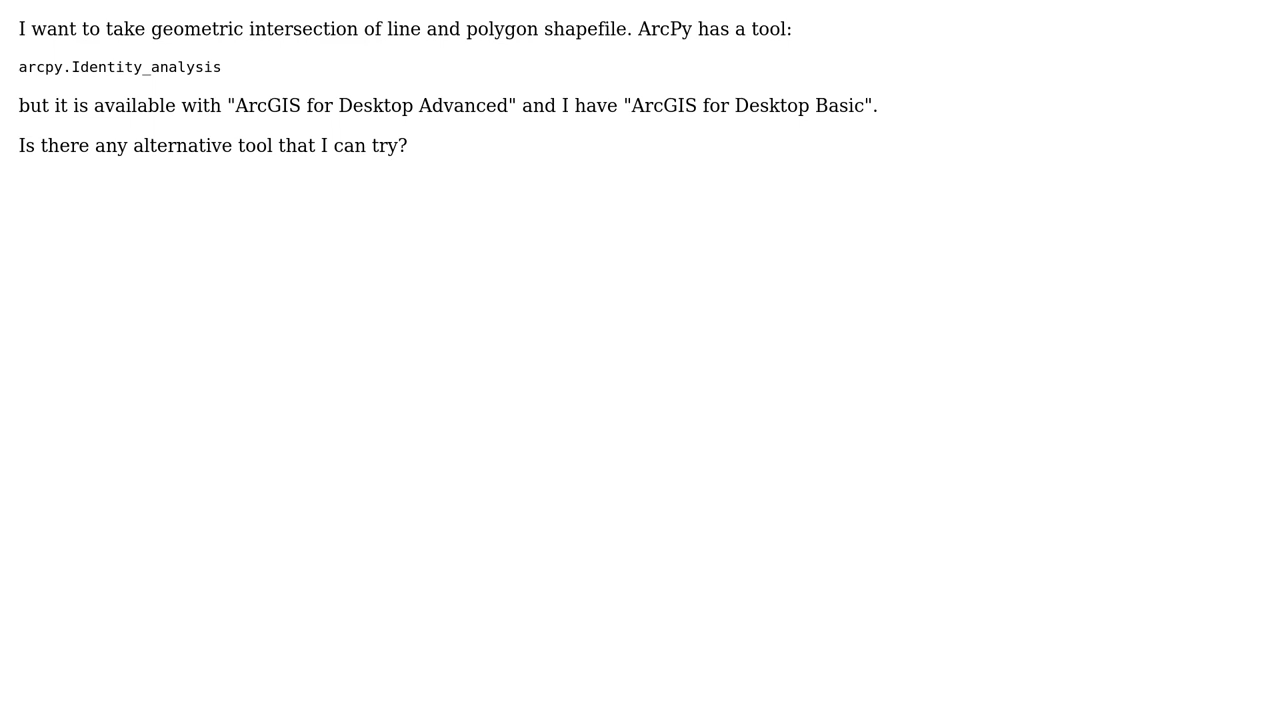 I want to take geometric intersection of line and polygon shapefile. ArcPy has a tool:
arcpy.Identity_analysis
but it is available with "ArcGIS for Desktop Advanced" and I have "ArcGIS for Desktop Basic".
Is there any alternative tool that I can try?